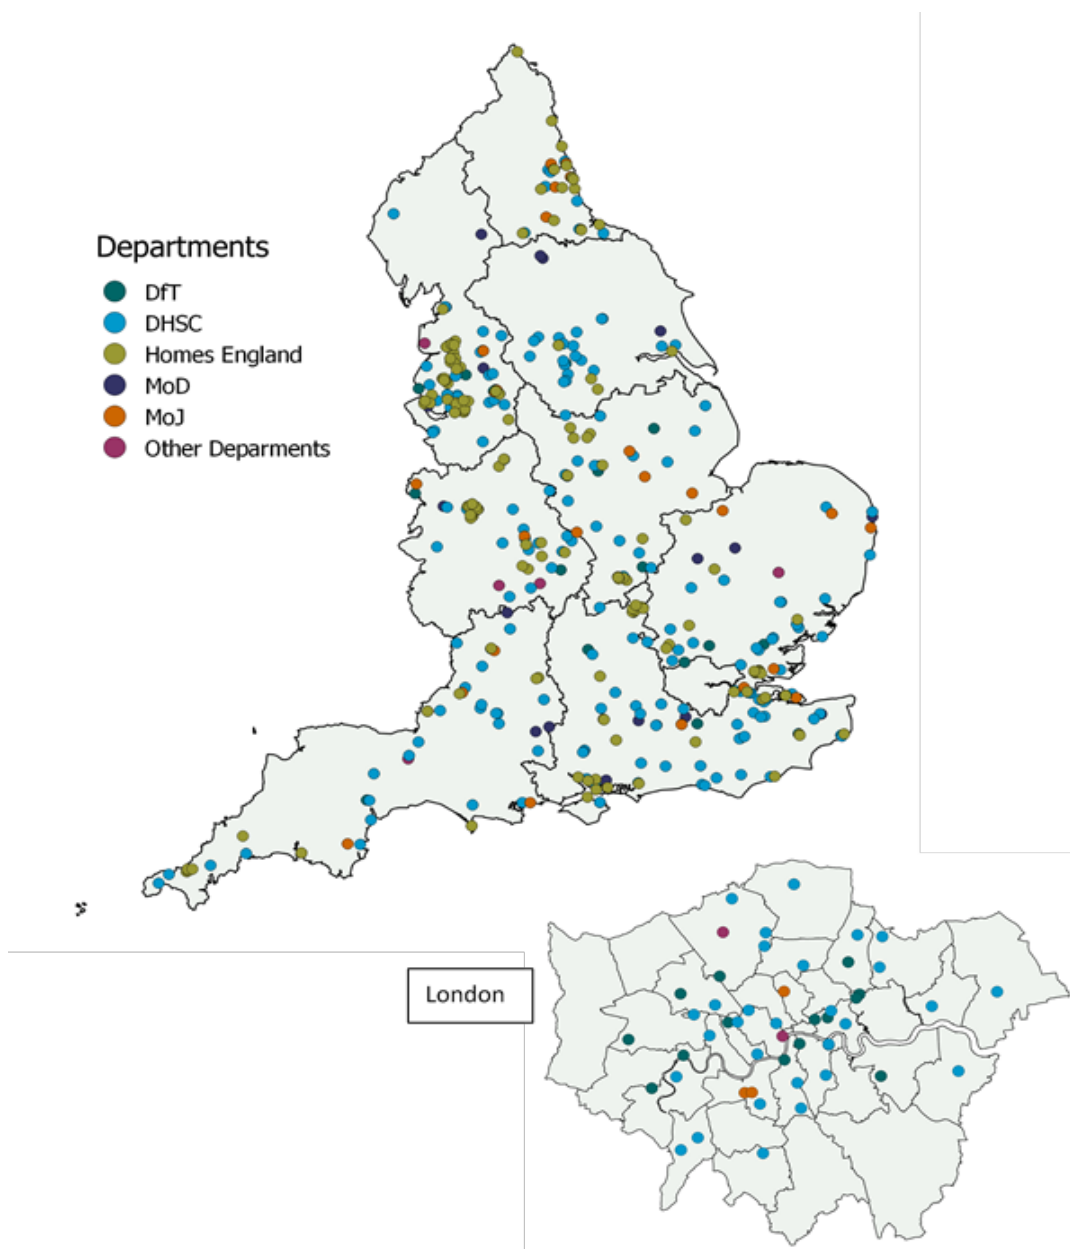 Departments
DfT
DHSC
Homes England
MoD
MoJ
Other Deparments
London